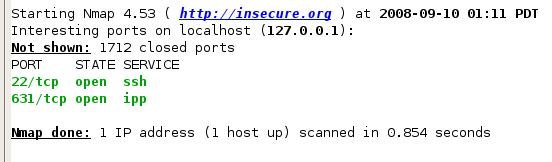 Starting Nmap 4.53 ( http://insecure.org ) at 2008-09-10 01:11 PDT
Interesting ports on localhost (127.0.0.1):
Not shown: 1712 closed ports
PORT    STATE SERVICE
22/tcp  open  ssh
631/tcp open  ipp
Nmap done: 1 IP address (1 host up) scanned in 0.854 seconds